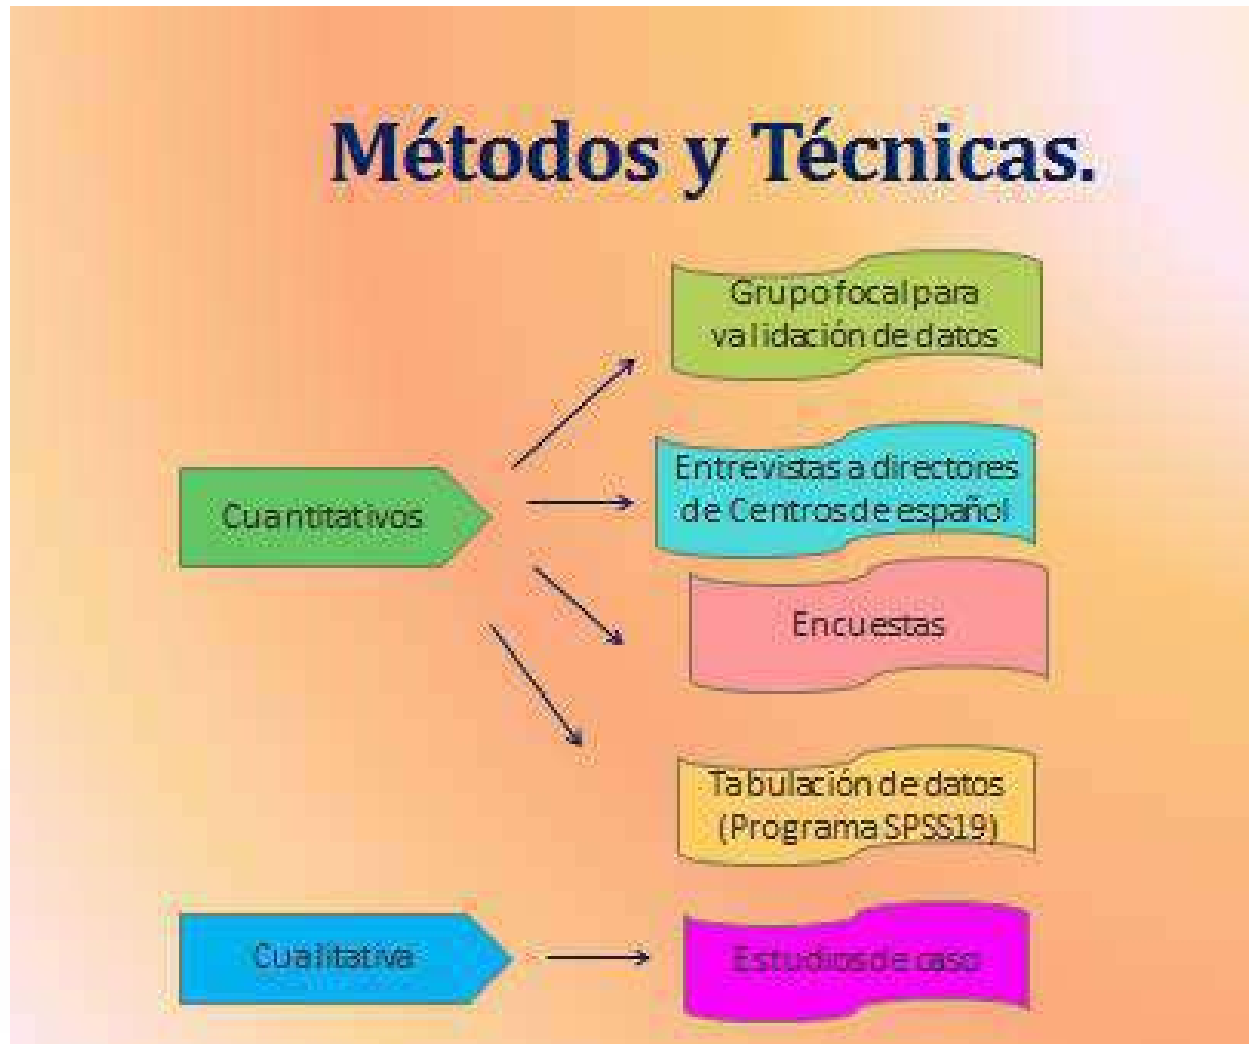 Métodos y Técnicas.
Grupo focal para
validación de datos
Cuantitativos
Entrevistas a directores
de Centros de español
Encuestas
Tabulación de datos
(Programa SPSS19)
Cualitativa
Estudios de caso